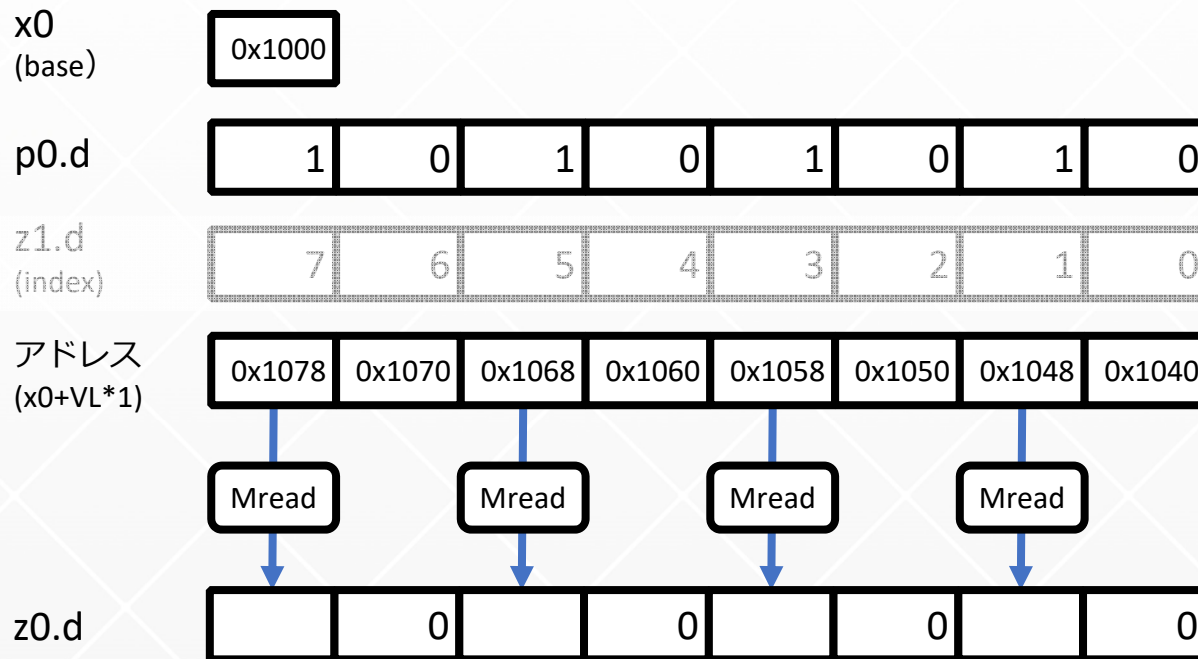 x0
(base）
0x1000
p0.d
1 0 1 0 1 0 1 0
z1.d
(index)
7 6 5 4 3 2 1 0
アドレス
(x0+VL*1)
0x1078 0x1070 0x1068 0x1060 0x1058 0x1050 0x1048 0x1040
Mread Mread Mread Mread
z0.d
0 0 0 0